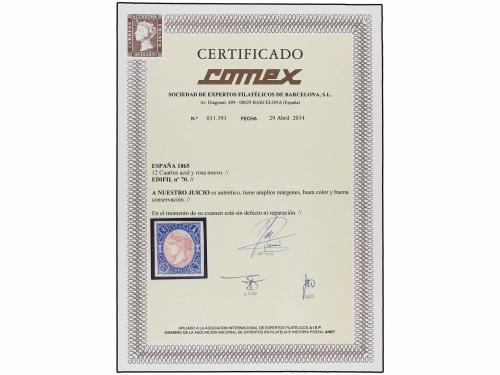 CERTIFICADO
comex
SOCIEDAD DE EXPERTOS FILATÉLICOS DE BARCELONA, S.L.
Av. Diagonal, 489 - 08029 BARCELONA (España)
N.º 031.393 FECHA 29 Abril 2014
ESPAÑA 1865
12 Cuartos azul y rosa nuevo. //
EDIFIL nº 70. //
A NUESTRO JUICIO es auténtico, tiene amplios márgenes, buen color y buena
conservación. //
En el momento de su examen está sin defecto ni reparación. //
AFILIADO A LA ASOCIACIÓN INTERNACIONAL DE EXPERTOS FILATÉLICOS A I E P.
MIEMBRO DE LA ASOCIACIÓN NACIONAL DE EXPERTOS EN FILATELIA E HISTORIA POSTAL ANEF